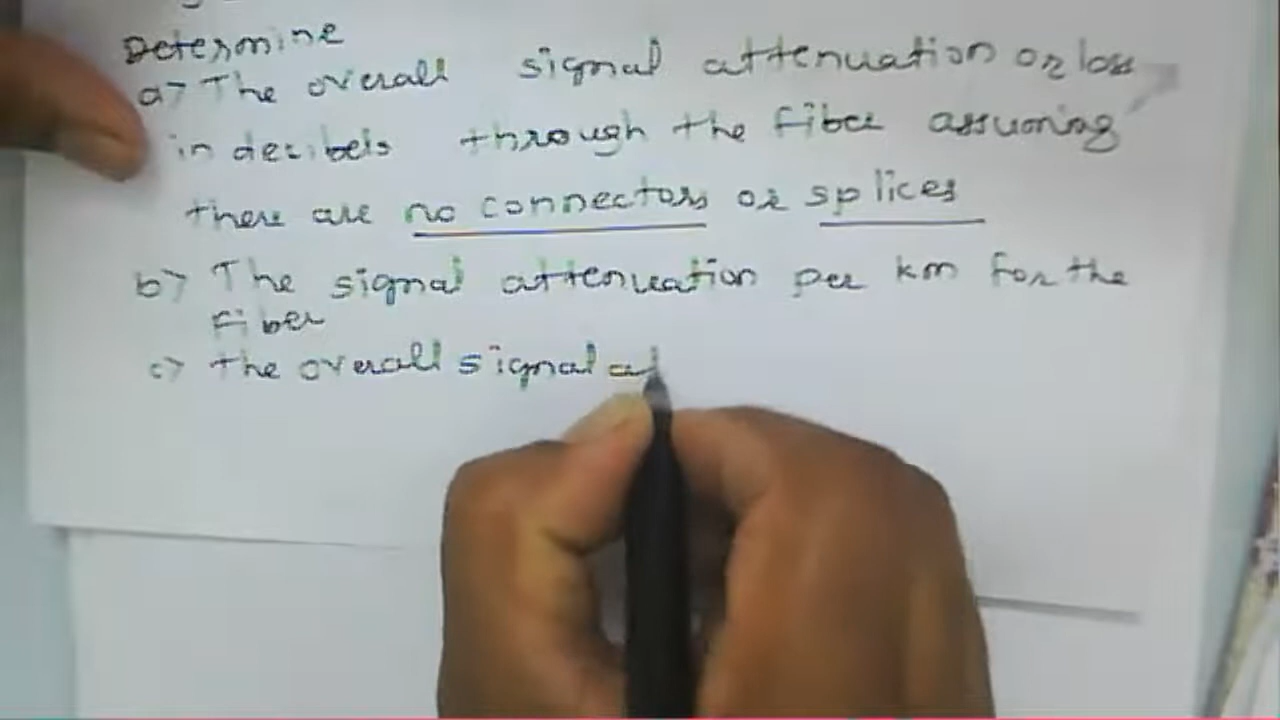 Determine
a> The overall signal attenuation or loss
in decibels through the fiber assuming
there are no connectors or splices
b> The signal attenuation per km for the
fiber
c> the overall signal at